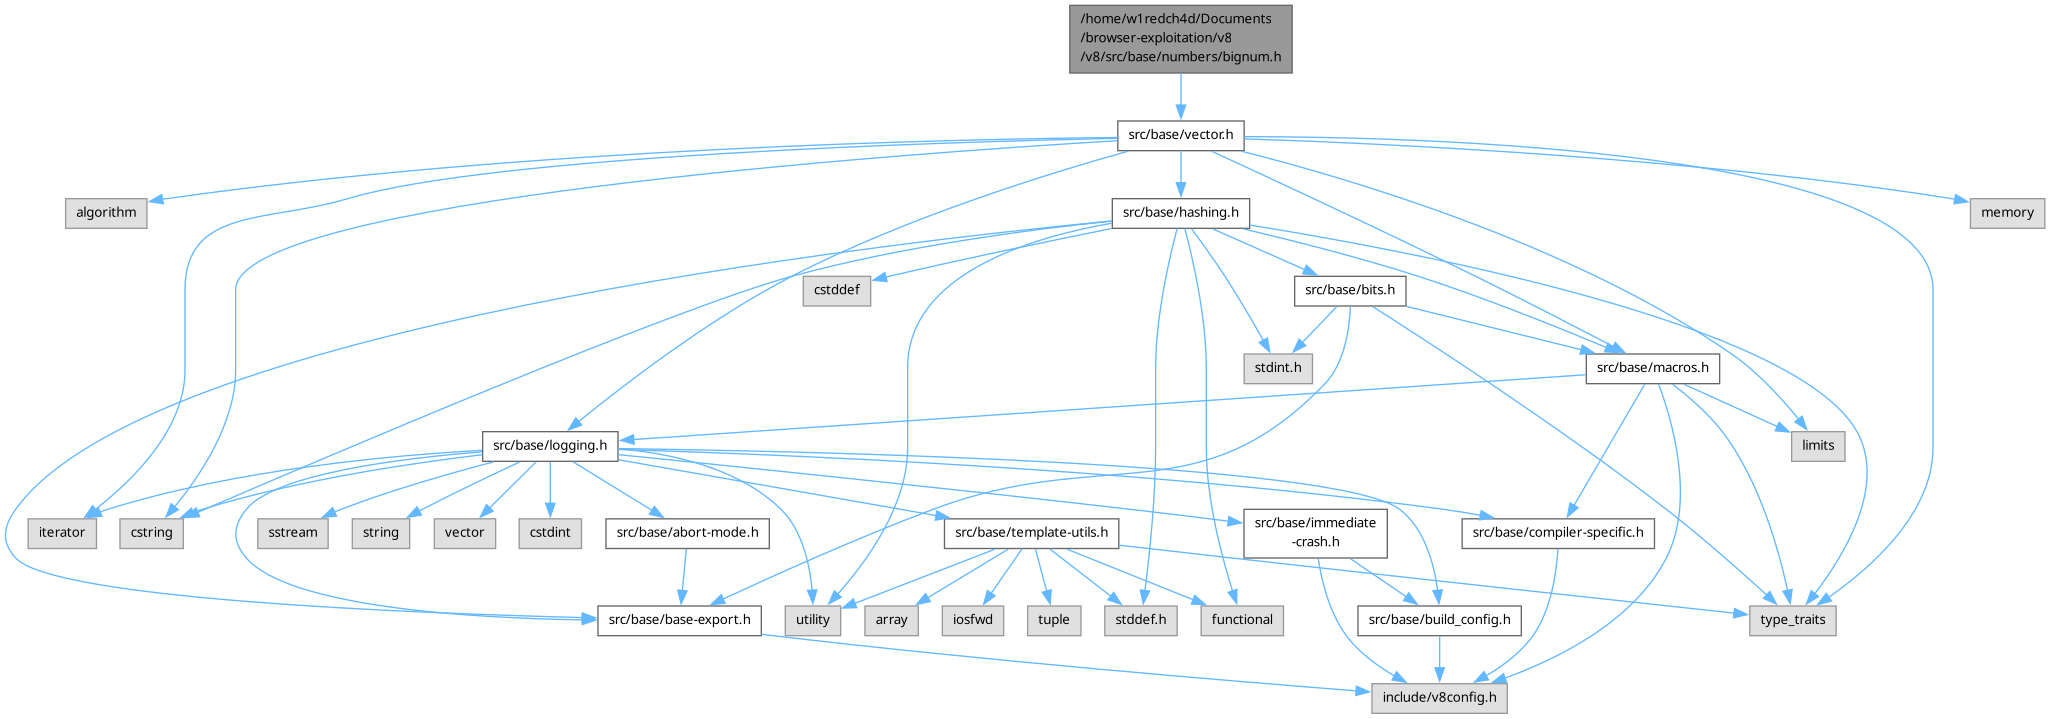 /home/w1redch4d/Documents
/browser-exploitation/v8
/v8/src/base/numbers/bignum.h
src/base/vector.h
algorithm
src/base/hashing.h
memory
cstddef
src/base/bits.h
stdint.h
src/base/macros.h
src/base/logging.h
limits
iterator
cstring
sstream
string
vector
cstdint
src/base/abort-mode.h
src/base/template-utils.h
src/base/immediate
-crash.h
src/base/compiler-specific.h
src/base/base-export.h
utility
array
iosfwd
tuple
stddef.h
functional
src/base/build_config.h
type_traits
include/v8config.h